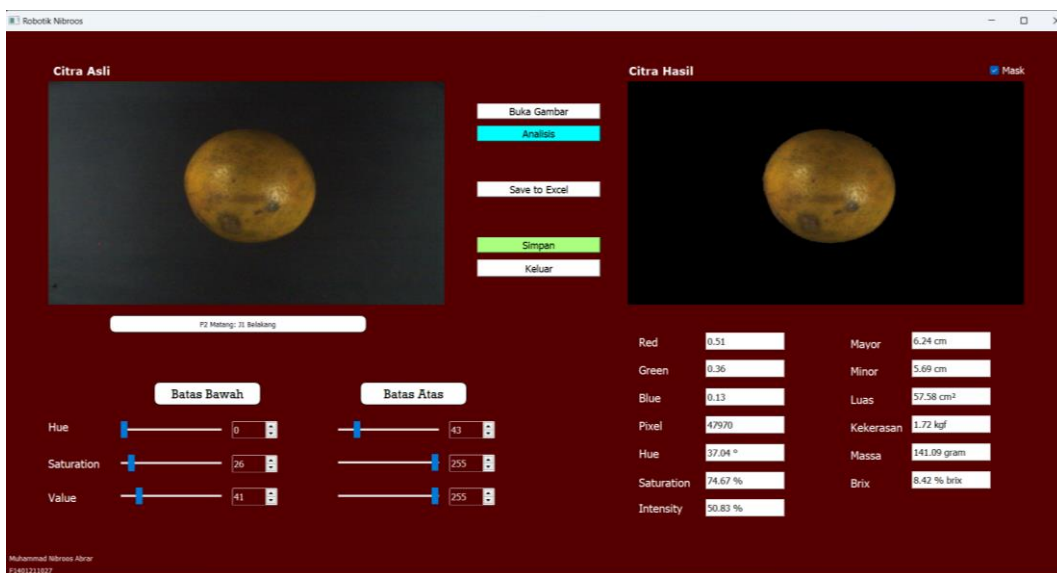 Robotik Nibroos
Citra Asli
Citra Hasil
Mask
Buka Gambar
Analisis
Save to Excel
Simpan
Keluar
P2 Matang: J1 Belakang
Batas Bawah
Batas Atas
Hue
0
43
Saturation
26
255
Value
41
255
Red
0.51
Green
0.36
Blue
0.13
Pixel
47970
Hue
37.04 °
Saturation
74.67 %
Intensity
50.83 %
Mayor
6.24 cm
Minor
5.69 cm
Luas
57.58 cm²
Kekerasan
1.72 kgf
Massa
141.09 gram
Brix
8.42 % brix
Muhammad Nibroos Abrar
F1401211027